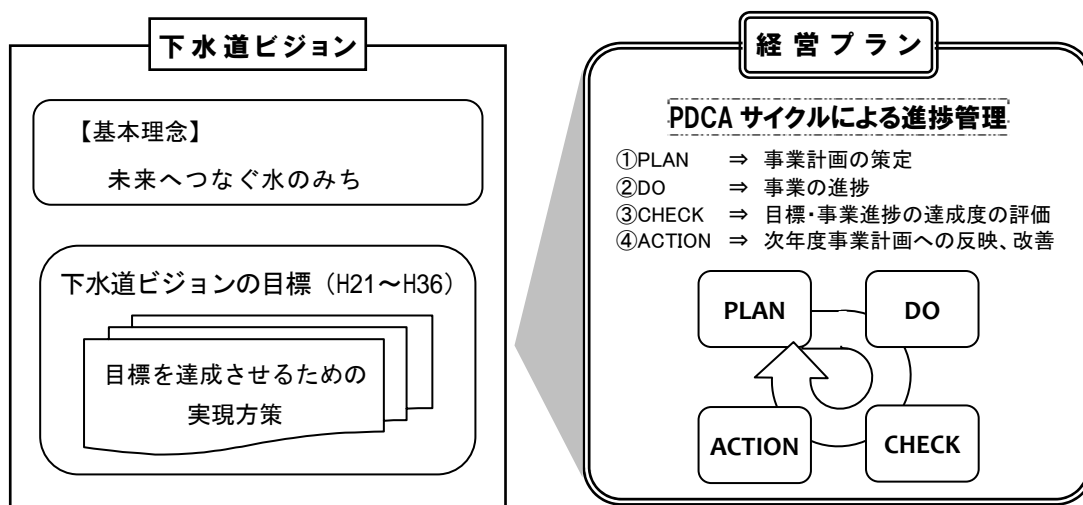 下水道ビジョン
【基本理念】
未来へつなぐ水のみち
下水道ビジョンの目標（H21～H36）
目標を達成させるための
実現方策
経営プラン
PDCA サイクルによる進捗管理
①PLAN ⇒ 事業計画の策定
②DO ⇒ 事業の進捗
③CHECK ⇒ 目標・事業進捗の達成度の評価
④ACTION ⇒ 次年度事業計画への反映、改善
PLAN
DO
ACTION
CHECK